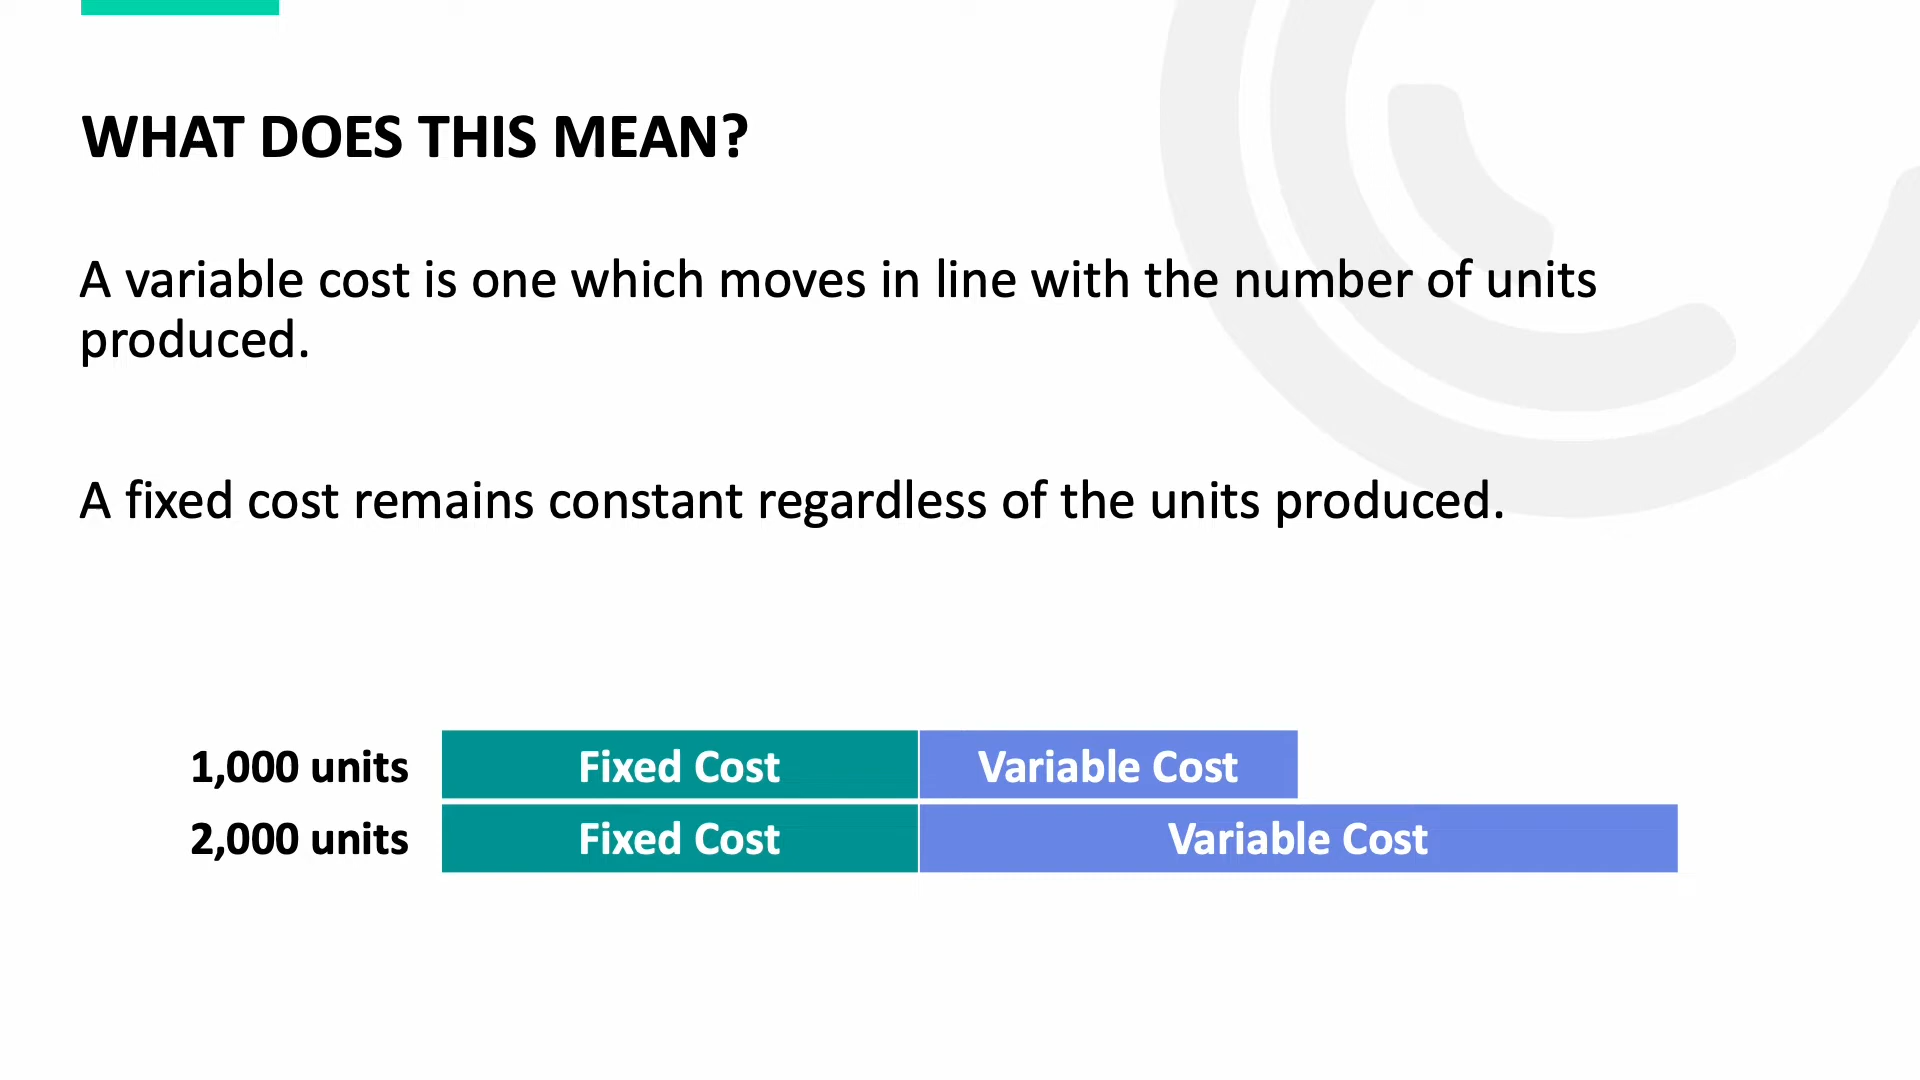 WHAT DOES THIS MEAN?
A variable cost is one which moves in line with the number of units
produced.
A fixed cost remains constant regardless of the units produced.
1,000 units Fixed Cost Variable Cost
2,000 units Fixed Cost Variable Cost